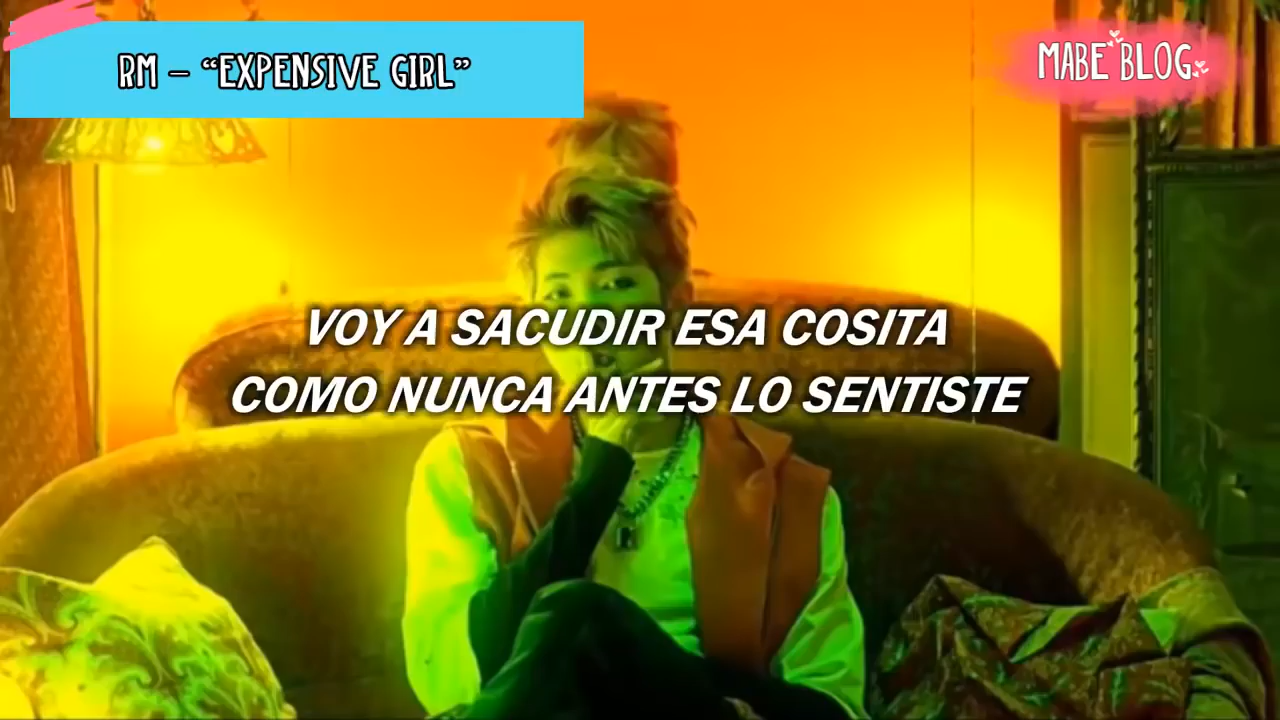 RM – “EXPENSIVE GIRL”
MABE BLOG
VOY A SACUDIR ESA COSITA
COMO NUNCA ANTES LO SENTISTE